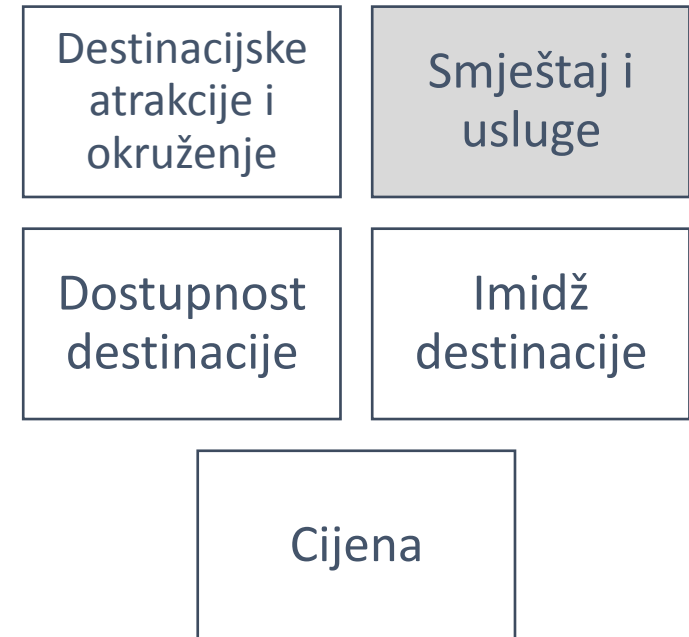 Destinacijske
atrakcije i
okruženje
Smještaj i
usluge
Dostupnost
destinacije
Imidž
destinacije
Cijena